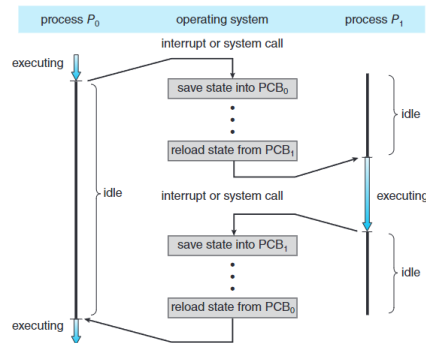 process P0 operating system process P1
interrupt or system call
executing
save state into PCB0
idle
reload state from PCB1
idle
interrupt or system call
executing
save state into PCB1
idle
reload state from PCB0
executing